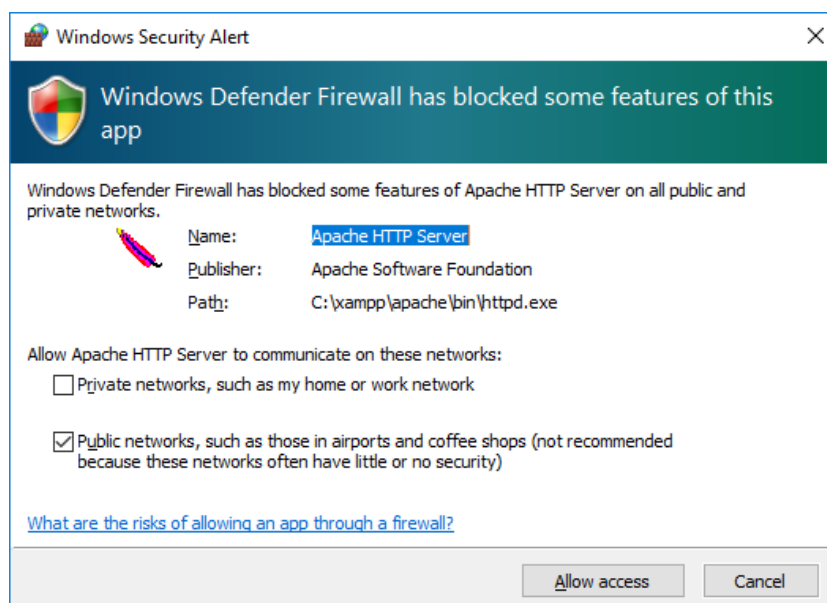 Windows Security Alert
Windows Defender Firewall has blocked some features of this
app
Windows Defender Firewall has blocked some features of Apache HTTP Server on all public and
private networks.
Name: Apache HTTP Server
Publisher: Apache Software Foundation
Path: C:\xampp\apache\bin\httpd.exe
Allow Apache HTTP Server to communicate on these networks:
Private networks, such as my home or work network
Public networks, such as those in airports and coffee shops (not recommended
because these networks often have little or no security)
What are the risks of allowing an app through a firewall?
Allow access Cancel